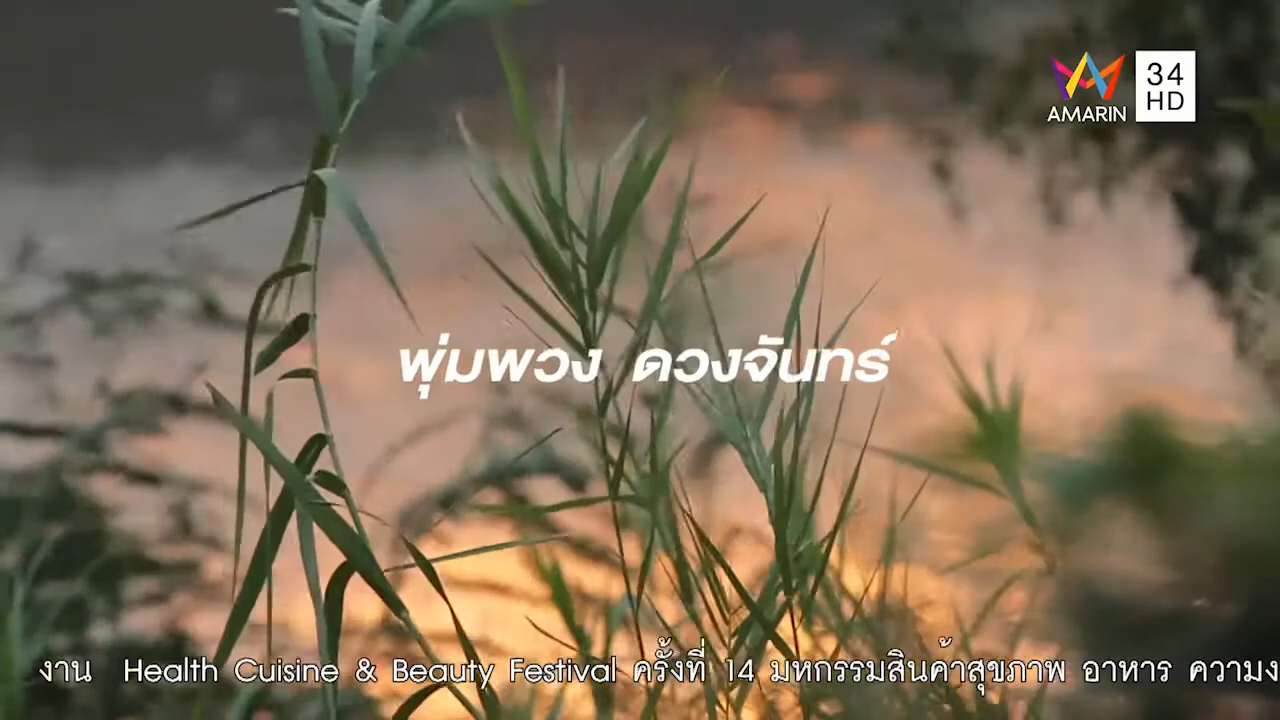 AMARIN
34
HD
พุ่มพวง ดวงจันทร์
งาน Health Cuisine & Beauty Festival ครั้งที่ 14 มหกรรมสินค้าสุขภาพ อาหาร ความง